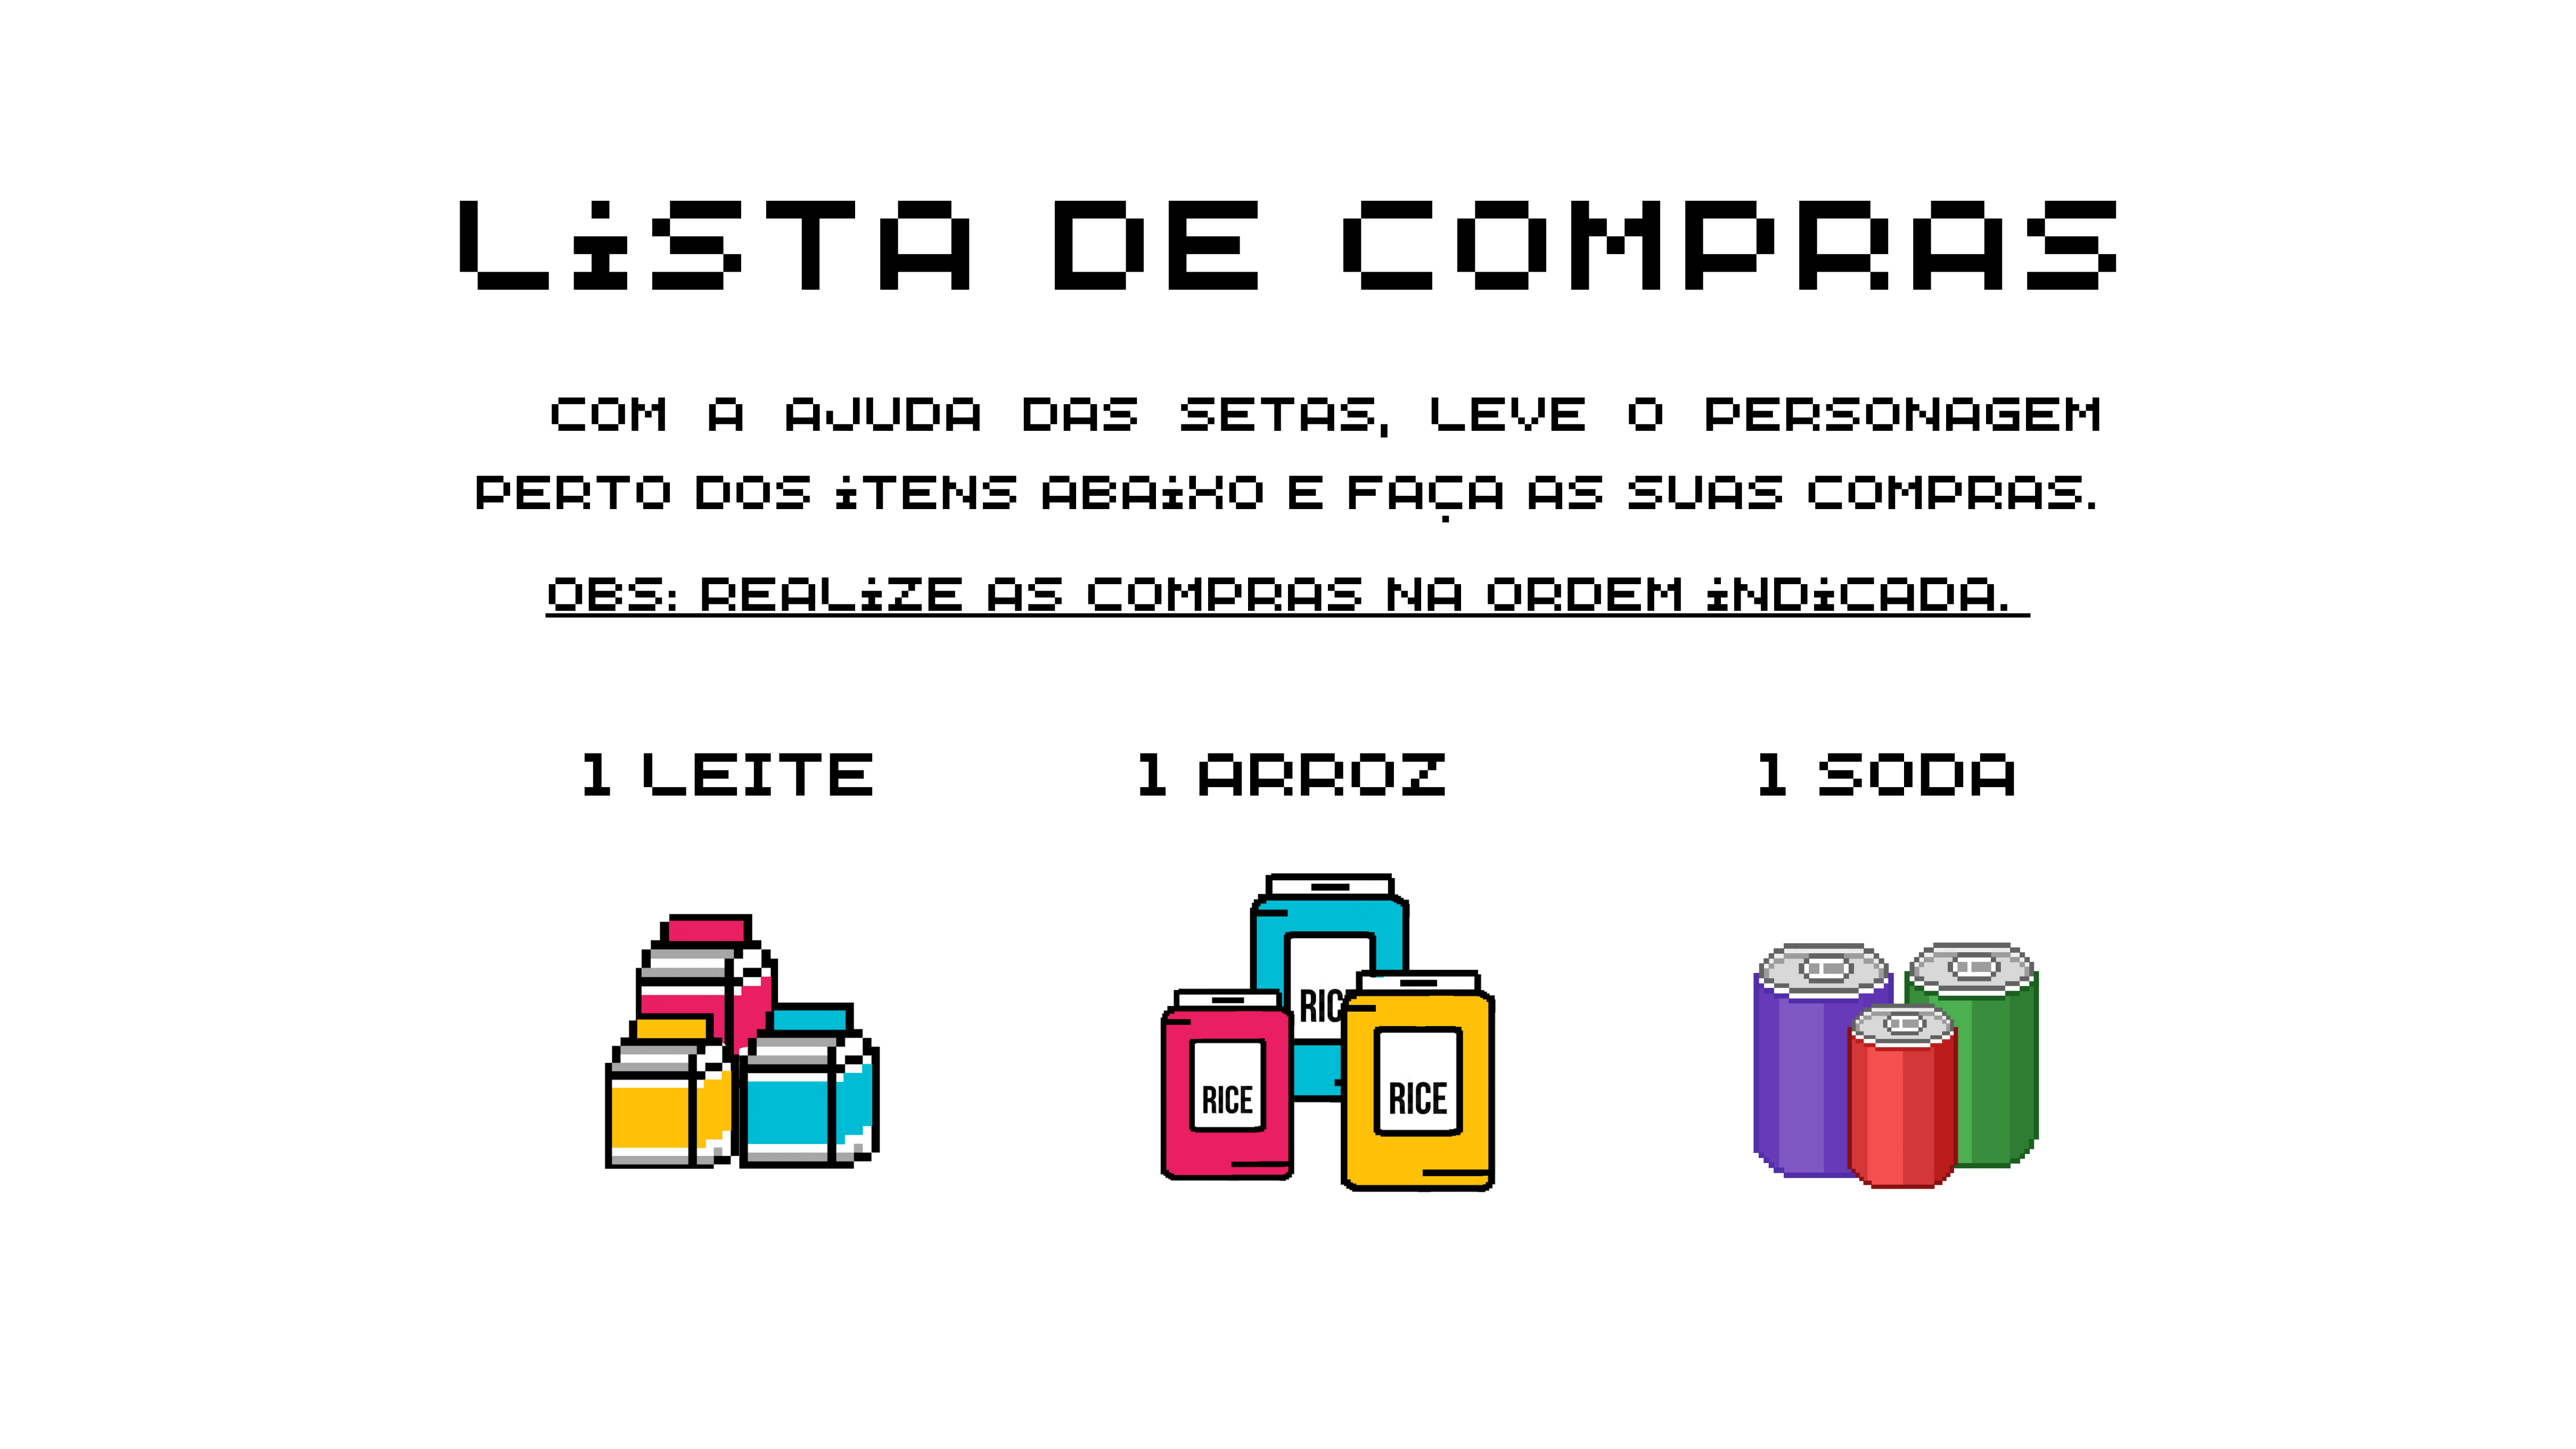 LiSTA DE COMPRAS
COM A AJUDA DAS SETAS, LEVE O PERSONAGEM
PERTO DOS iTENS ABAiXO E FAÇA AS SUAS COMPRAS.
OBS: REALiZE AS COMPRAS NA ORDEM iNDiCADA.
1 LEITE
1 ARROZ
1 SODA
RICE
RICE